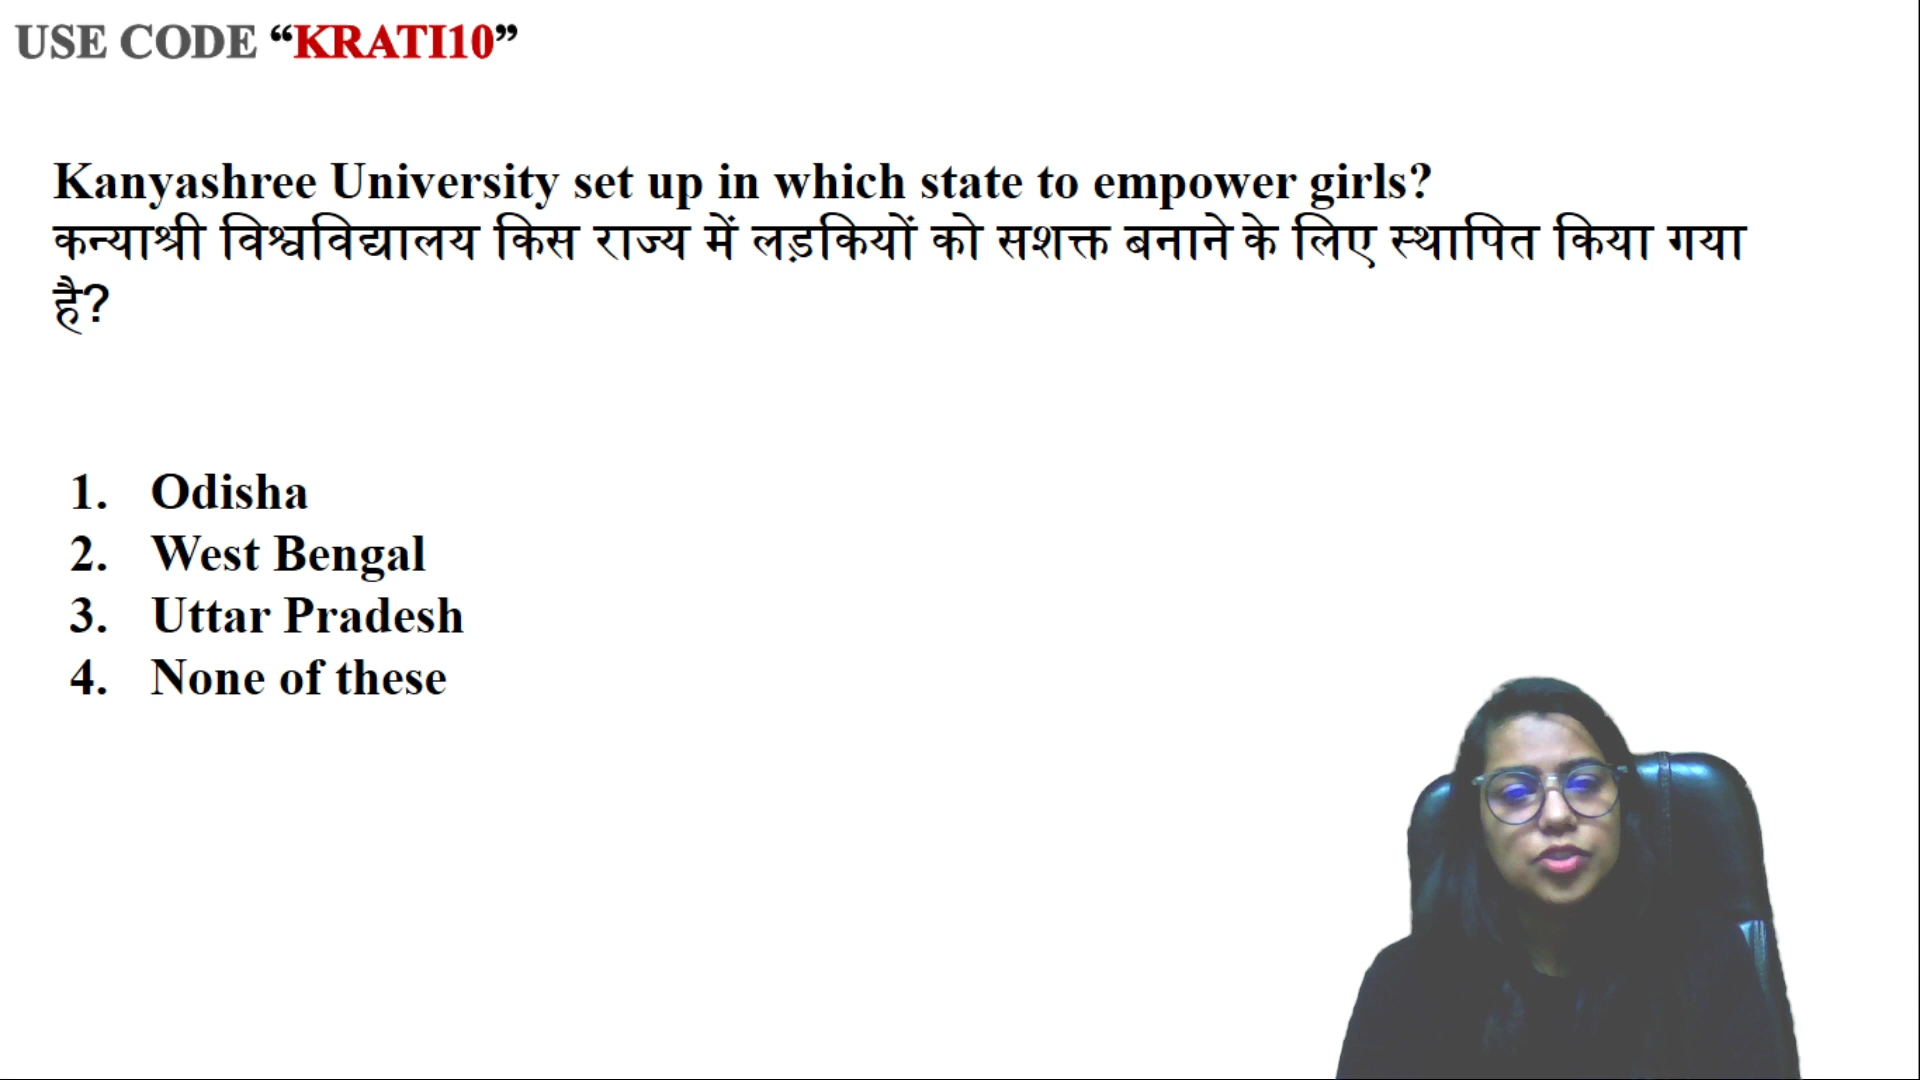 USE CODE “KRATI10”
Kanyashree University set up in which state to empower girls?
कन्याश्री विश्वविद्यालय किस राज्य में लड़कियों को सशक्त बनाने के लिए स्थापित किया गया
है?
1. Odisha
2. West Bengal
3. Uttar Pradesh
4. None of these